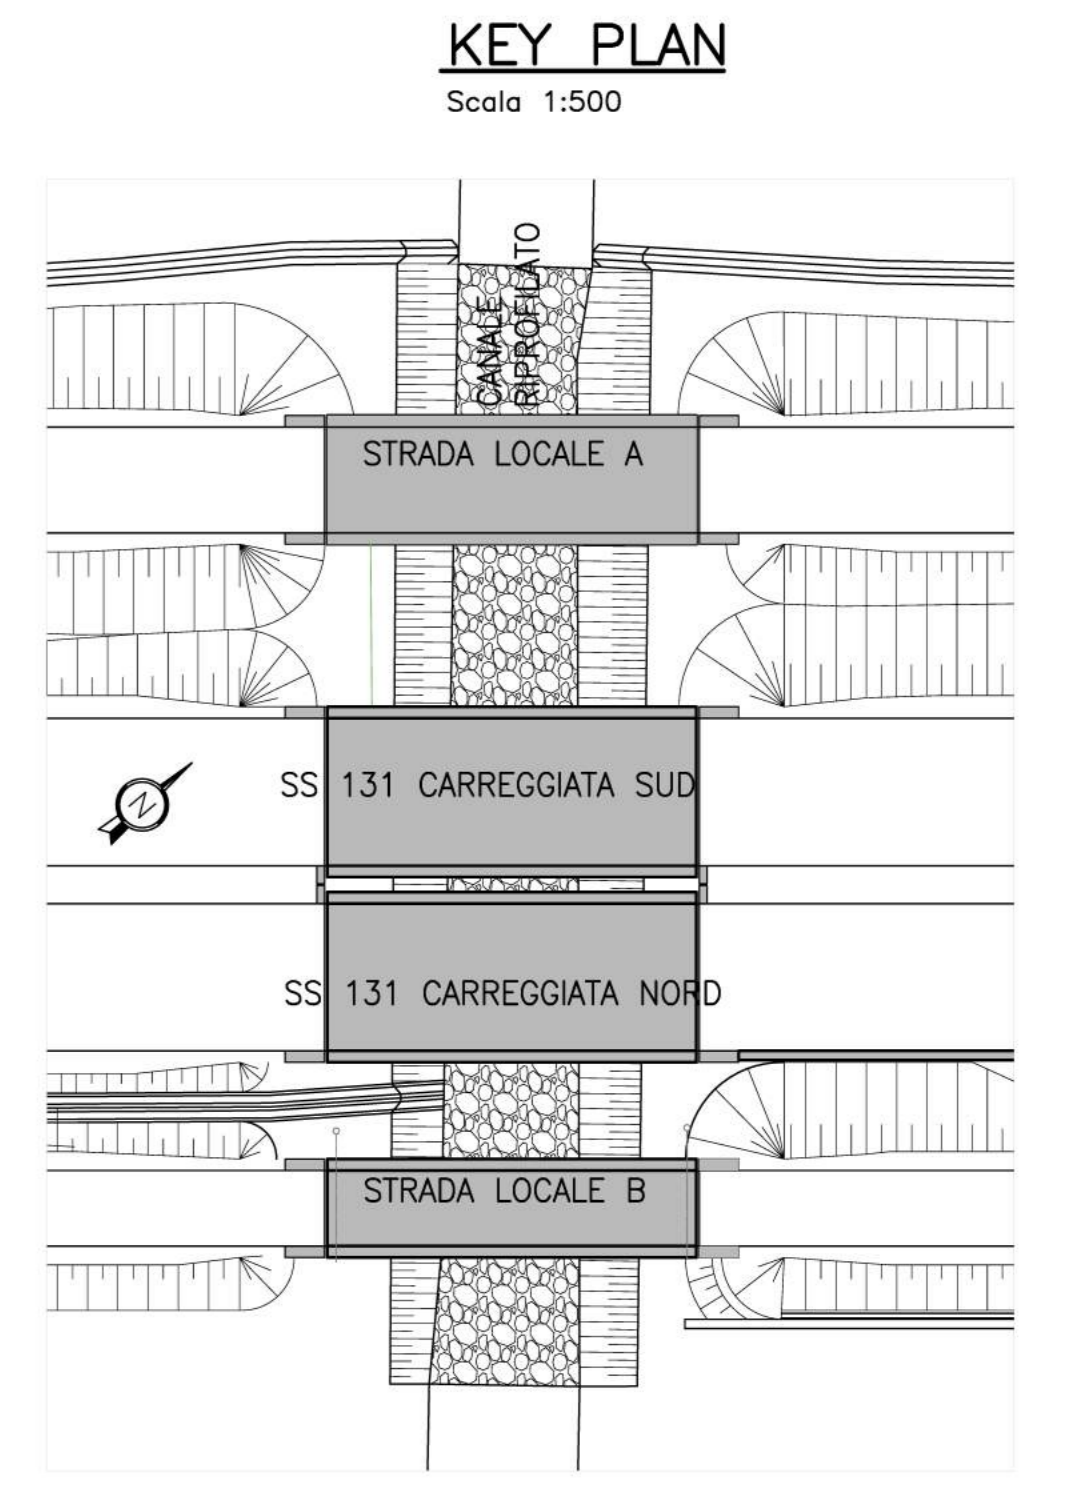 KEY PLAN
Scala 1:500
CANALE
RIPROFILATO
STRADA LOCALE A
SS 131 CARREGGIATA SUD
N
SS 131 CARREGGIATA NORD
STRADA LOCALE B